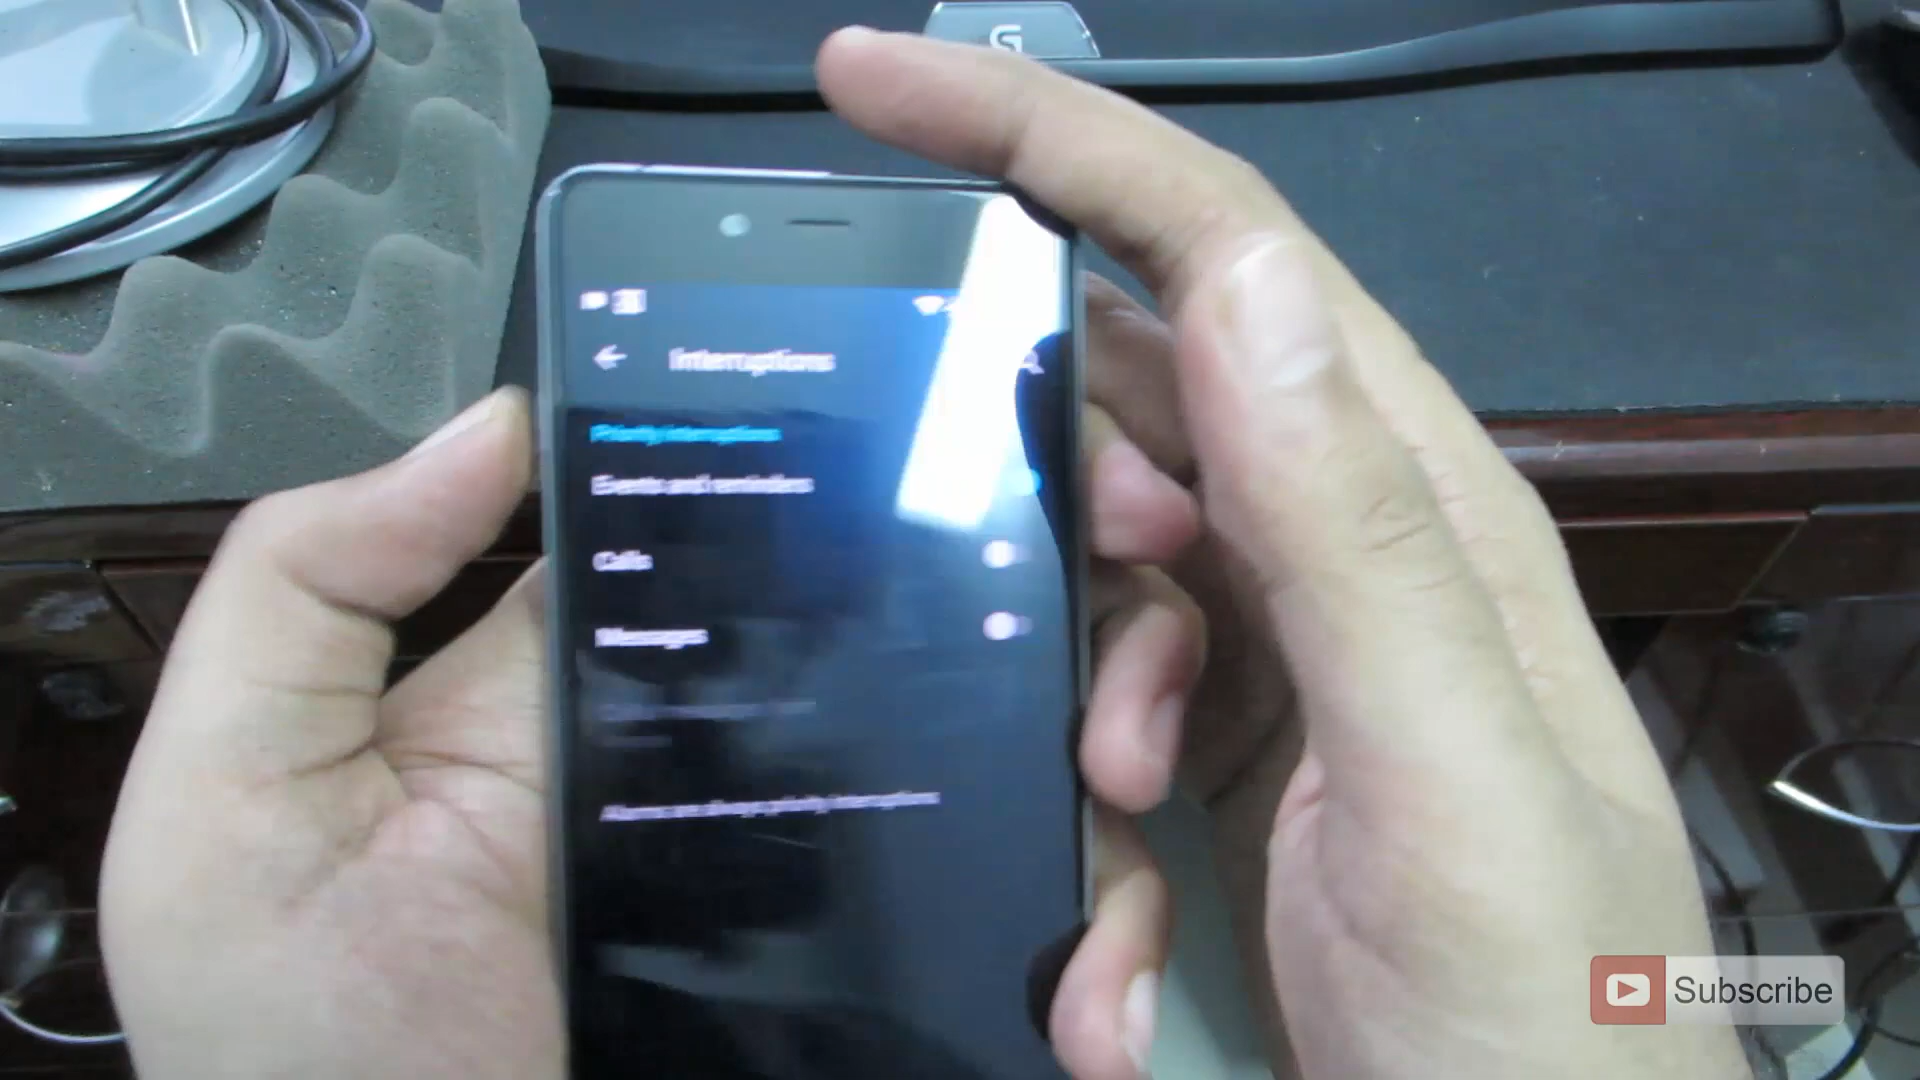 Interruptions
Priority interruptions
Events and reminders
Calls
Messages
Alarms are always priority interruptions
Subscribe